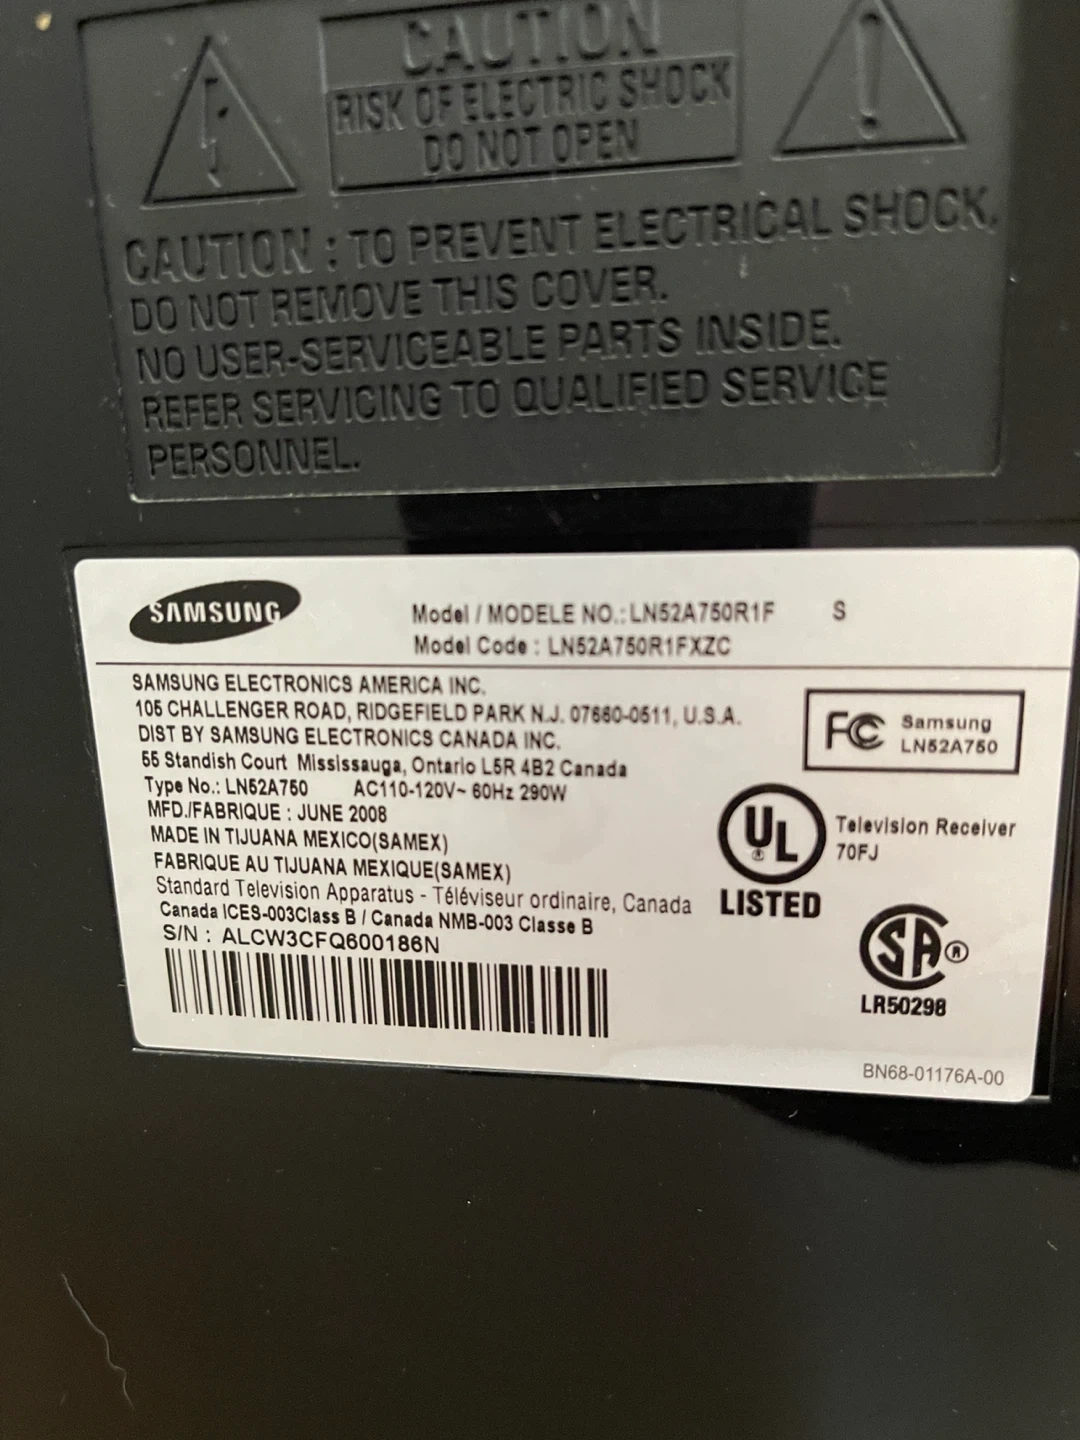 CAUTION
RISK OF ELECTRIC SHOCK
DO NOT OPEN
CAUTION : TO PREVENT ELECTRICAL SHOCK,
DO NOT REMOVE THIS COVER.
NO USER-SERVICEABLE PARTS INSIDE.
REFER SERVICING TO QUALIFIED SERVICE
PERSONNEL.
SAMSUNG
Model / MODELE NO.: LN52A750R1F S
Model Code : LN52A750R1FXZC
SAMSUNG ELECTRONICS AMERICA INC.
105 CHALLENGER ROAD, RIDGEFIELD PARK N.J. 07660-0511, U.S.A.
DIST BY SAMSUNG ELECTRONICS CANADA INC.
55 Standish Court Mississauga, Ontario L5R 4B2 Canada
Type No.: LN52A750 AC110-120V~ 60Hz 290W
MFD./FABRIQUE : JUNE 2008
MADE IN TIJUANA MEXICO(SAMEX)
FABRIQUE AU TIJUANA MEXIQUE(SAMEX)
Standard Television Apparatus - Téléviseur ordinaire, Canada
Canada ICES-003Class B / Canada NMB-003 Classe B
S/N : ALCW3CFQ600186N
FC Samsung
LN52A750
UL ®
LISTED
Television Receiver
70FJ
SA ®
LR50298
BN68-01176A-00